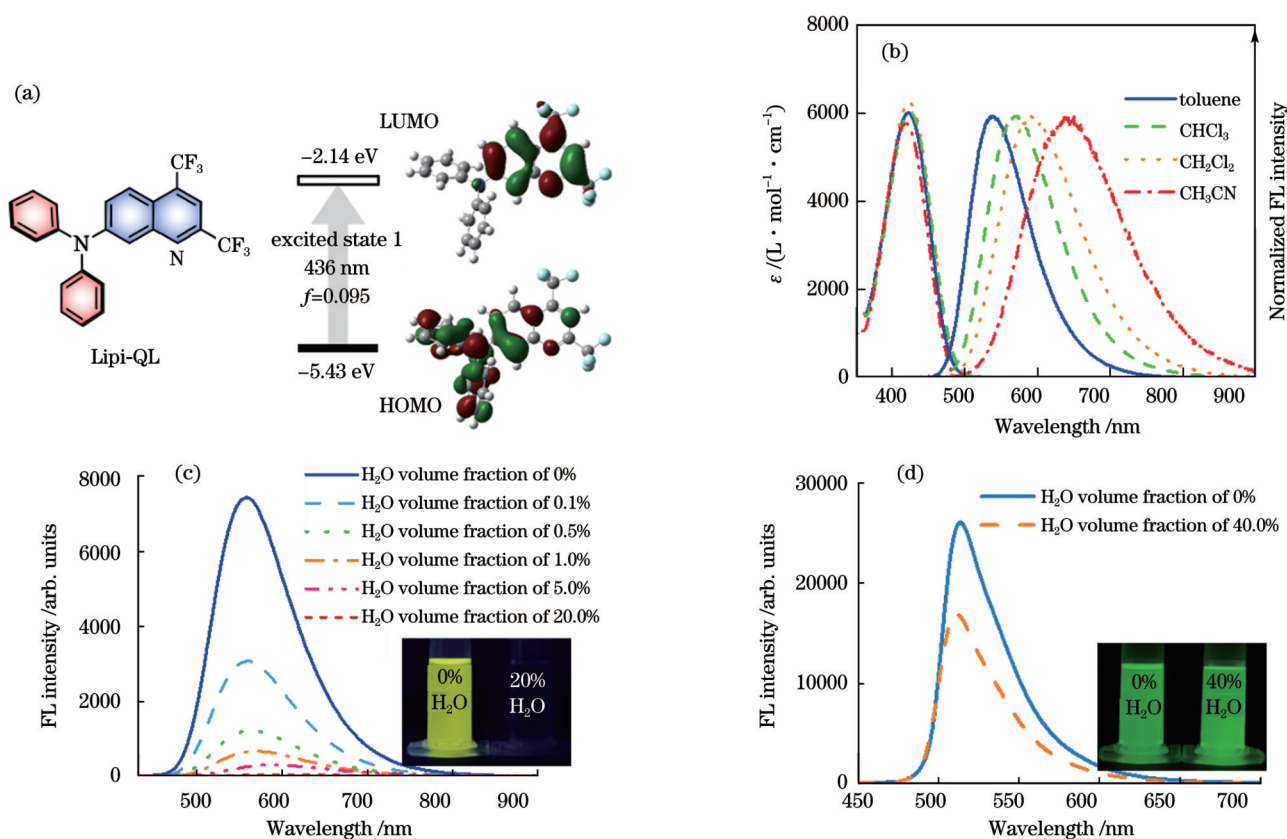 (a)
CF₃
CF₃
N
N
Lipi-QL
LUMO
−2.14 eV
excited state 1
436 nm
f=0.095
−5.43 eV
HOMO
(b)
8000
6000
4000
2000
0
ε /(L · mol⁻¹ · cm⁻¹)
toluene
CHCl₃
CH₂Cl₂
CH₃CN
Normalized FL intensity
400 500 600 700 800 900
Wavelength /nm
(c)
8000
6000
4000
2000
0
FL intensity /arb. units
H₂O volume fraction of 0%
H₂O volume fraction of 0.1%
H₂O volume fraction of 0.5%
H₂O volume fraction of 1.0%
H₂O volume fraction of 5.0%
H₂O volume fraction of 20.0%
0%
H₂O
20%
H₂O
500 600 700 800 900
Wavelength /nm
(d)
30000
20000
10000
0
FL intensity /arb. units
H₂O volume fraction of 0%
H₂O volume fraction of 40.0%
0%
H₂O
40%
H₂O
450 500 550 600 650 700
Wavelength /nm